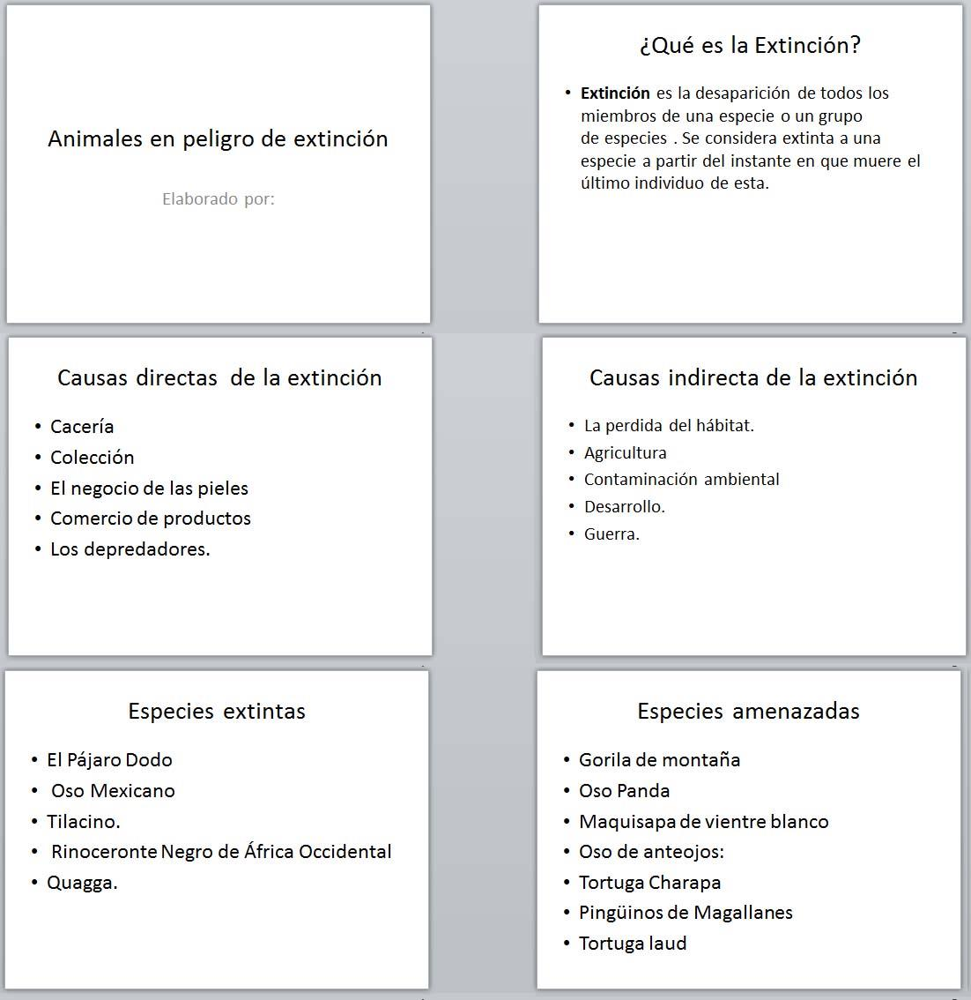 Animales en peligro de extinción
Elaborado por:
¿Qué es la Extinción?
• Extinción es la desaparición de todos los
miembros de una especie o un grupo
de especies . Se considera extinta a una
especie a partir del instante en que muere el
último individuo de esta.
Causas directas de la extinción
• Cacería
• Colección
• El negocio de las pieles
• Comercio de productos
• Los depredadores.
Causas indirecta de la extinción
• La perdida del hábitat.
• Agricultura
• Contaminación ambiental
• Desarrollo.
• Guerra.
Especies extintas
• El Pájaro Dodo
• Oso Mexicano
• Tilacino.
• Rinoceronte Negro de África Occidental
• Quagga.
Especies amenazadas
• Gorila de montaña
• Oso Panda
• Maquisapa de vientre blanco
• Oso de anteojos:
• Tortuga Charapa
• Pingüinos de Magallanes
• Tortuga laud